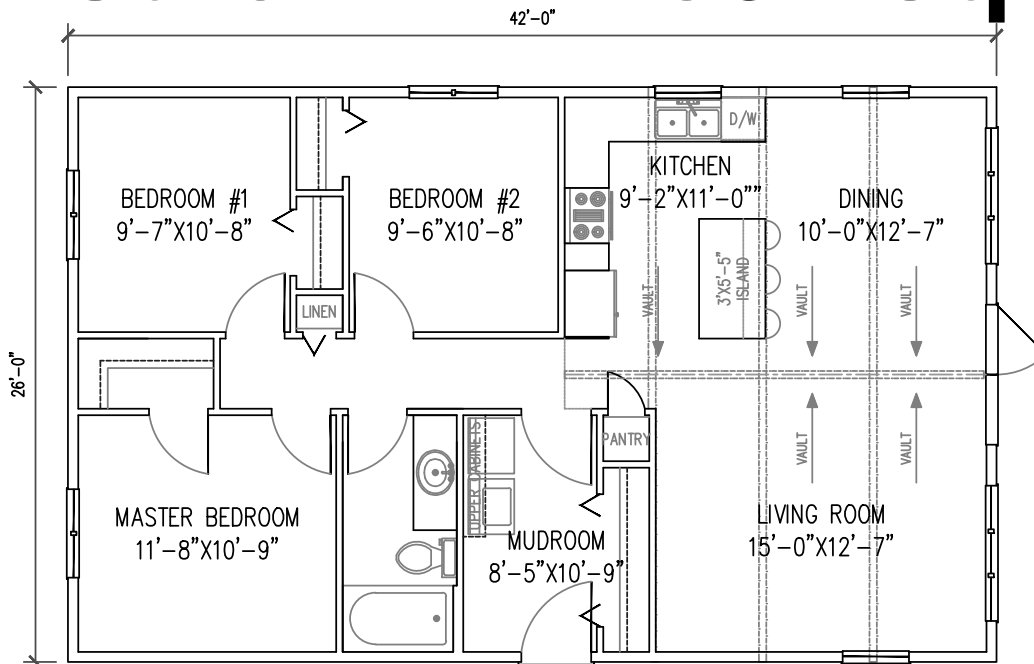 42'-0"
26'-0"
BEDROOM #1
9'-7"X10'-8"
BEDROOM #2
9'-6"X10'-8"
LINEN
KITCHEN
9'-2"X11'-0""
D/W
DINING
10'-0"X12'-7"
3'X5'-5"
ISLAND
VAULT
VAULT
VAULT
VAULT
VAULT
PANTRY
UPPER CABINETS
MASTER BEDROOM
11'-8"X10'-9"
MUDROOM
8'-5"X10'-9"
LIVING ROOM
15'-0"X12'-7"